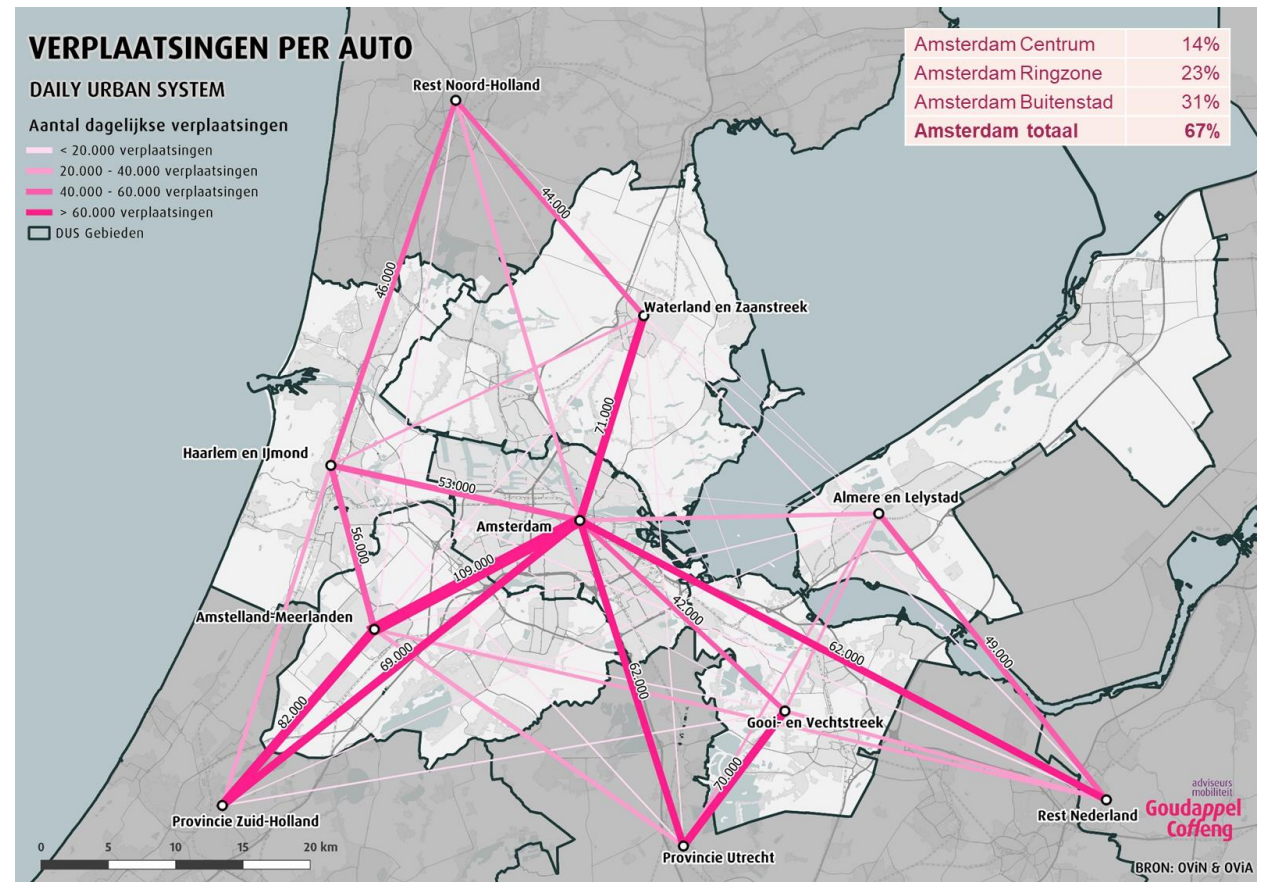 VERPLAATSINGEN PER AUTO
DAILY URBAN SYSTEM
Aantal dagelijkse verplaatsingen
< 20.000 verplaatsingen
20.000 - 40.000 verplaatsingen
40.000 - 60.000 verplaatsingen
> 60.000 verplaatsingen
DUS Gebieden
Amsterdam Centrum 14%
Amsterdam Ringzone 23%
Amsterdam Buitenstad 31%
Amsterdam totaal 67%
Rest Noord-Holland
44.000
46.000
Waterland en Zaanstreek
71.000
Haarlem en IJmond
53.000
Almere en Lelystad
Amsterdam
56.000
109.000
Amstelland-Meerlanden
42.000
69.000
62.000
49.000
62.000
82.000
Gooi- en Vechtstreek
70.000
Provincie Zuid-Holland
Rest Nederland
Provincie Utrecht
adviseurs
mobiliteit
Goudappel
Coffeng
0 5 10 15 20 km
BRON: OViN & OViA